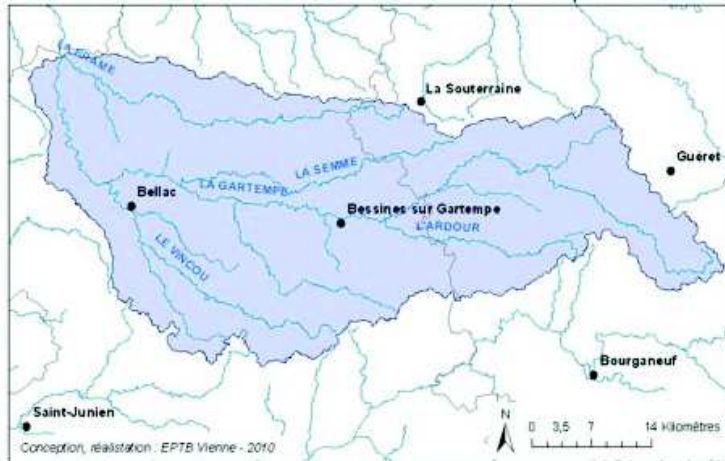 LA BRAME
La Souterraine
Guéret
LA SEMME
LA GARTEMPE
Bellac
Bessines sur Gartempe
L'ARDOUR
LE VINCOU
Bourganeuf
Saint-Junien
N
0 3,5 7 14 Kilomètres
Conception, réalistation : EPTB Vienne - 2010